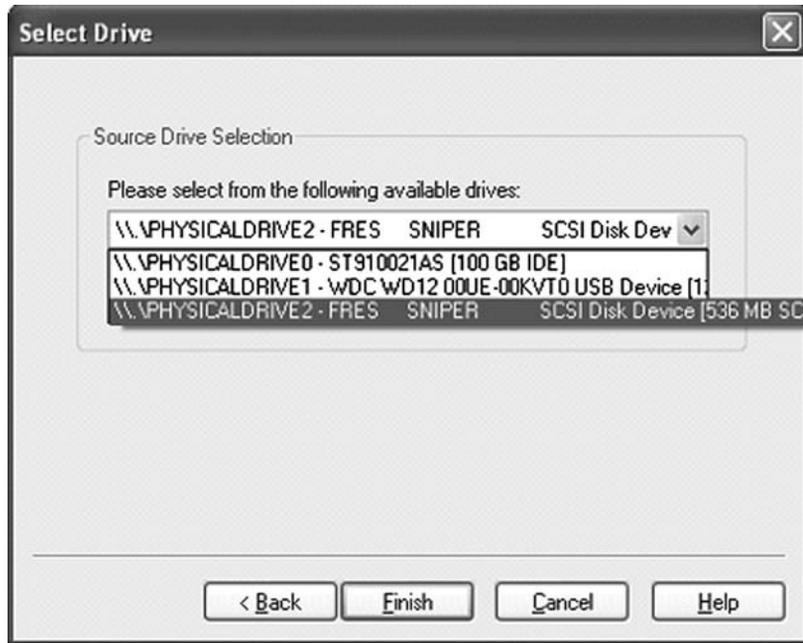 Select Drive
Source Drive Selection
Please select from the following available drives:
\\.\PHYSICALDRIVE2 - FRES SNIPER SCSI Disk Dev
\\.\PHYSICALDRIVE0 - ST910021AS [100 GB IDE]
\\.\PHYSICALDRIVE1 - WDC WD12 00UE-00KVT0 USB Device [12
\\.\PHYSICALDRIVE2 - FRES SNIPER SCSI Disk Device [536 MB SC
< Back Finish Cancel Help